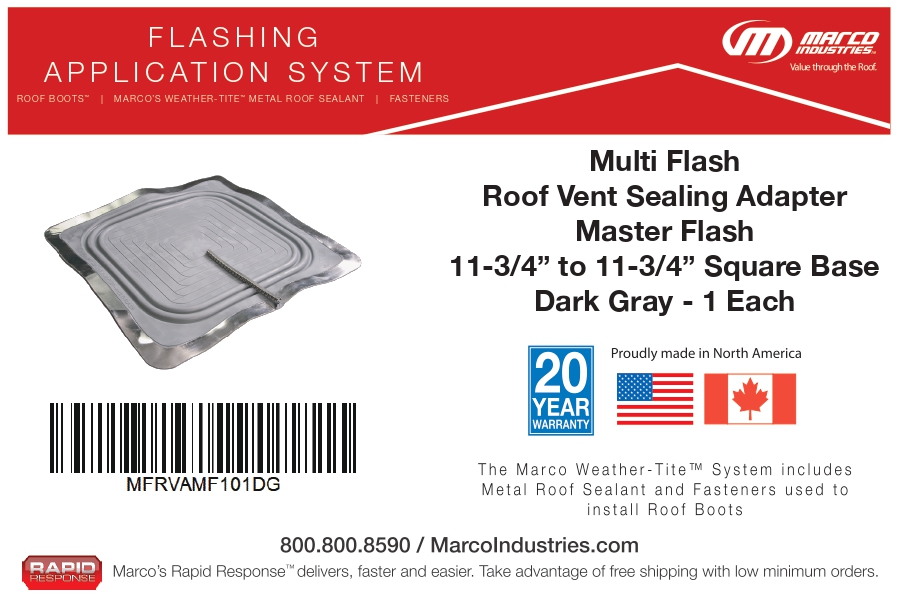 FLASHING
APPLICATION SYSTEM
ROOF BOOTS™ | MARCO'S WEATHER-TITE™ METAL ROOF SEALANT | FASTENERS
MARCO
INDUSTRIES™
Value through the Roof.
Multi Flash
Roof Vent Sealing Adapter
Master Flash
11-3/4” to 11-3/4” Square Base
Dark Gray - 1 Each
20
YEAR
WARRANTY
Proudly made in North America
MFRVAMF101DG
The Marco Weather-Tite™ System includes
Metal Roof Sealant and Fasteners used to
install Roof Boots
800.800.8590 / MarcoIndustries.com
RAPID
RESPONSE
Marco's Rapid Response™ delivers, faster and easier. Take advantage of free shipping with low minimum orders.